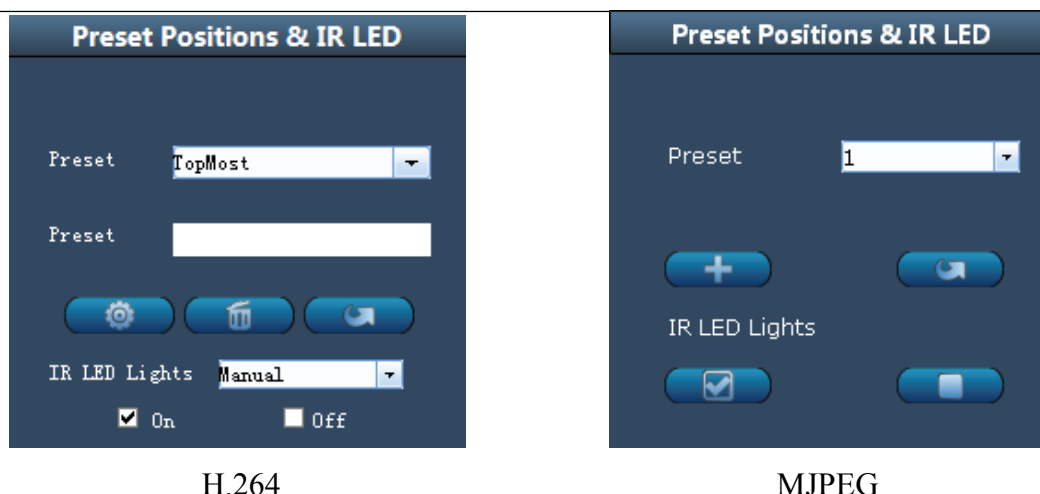 Preset Positions & IR LED
Preset TopMost
Preset
IR LED Lights Manual
On Off
H.264
Preset Positions & IR LED
Preset 1
IR LED Lights
MJPEG